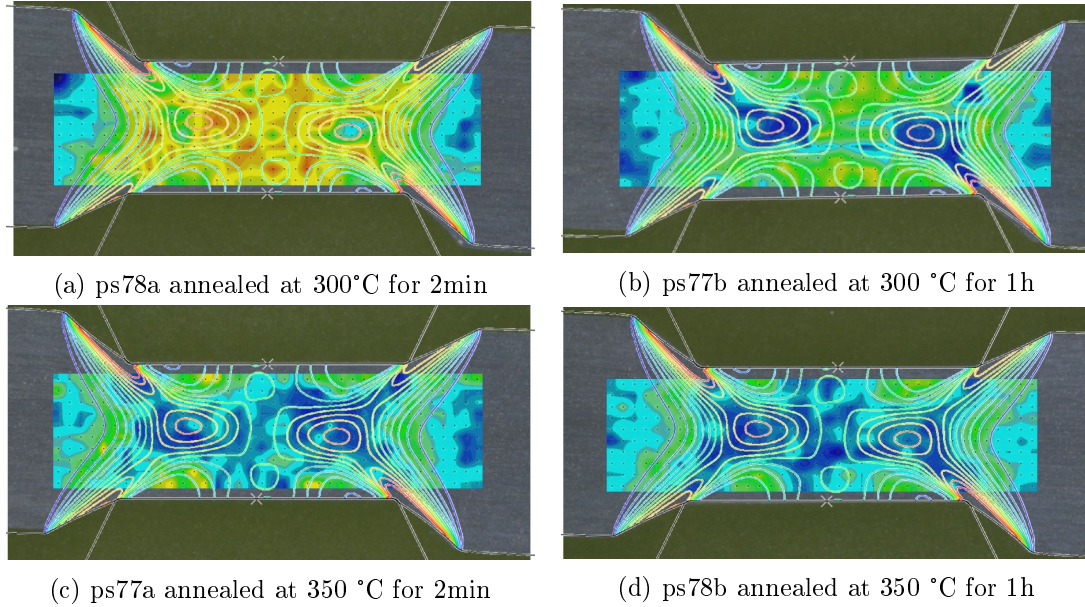 (a) ps78a annealed at 300°C for 2min
(b) ps77b annealed at 300 °C for 1h
(c) ps77a annealed at 350 °C for 2min
(d) ps78b annealed at 350 °C for 1h